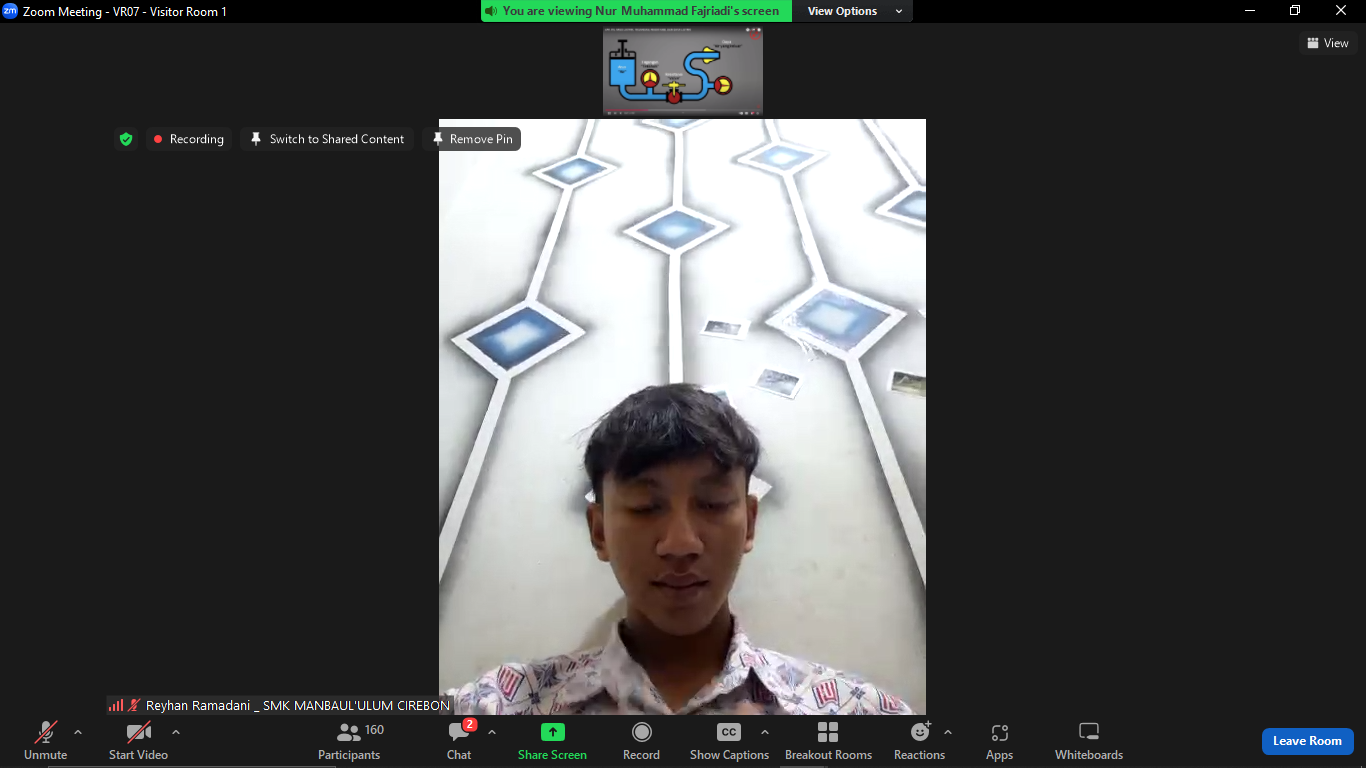 Zoom Meeting - VR07 - Visitor Room 1
You are viewing Nur Muhammad Fajriadi's screen
View Options
View
Recording
Switch to Shared Content
Remove Pin
Reyhan Ramadani _ SMK MANBAUL'ULUM CIREBON
Unmute
Start Video
160
Participants
2
Chat
Share Screen
Record
CC
Show Captions
Breakout Rooms
Reactions
Apps
Whiteboards
Leave Room